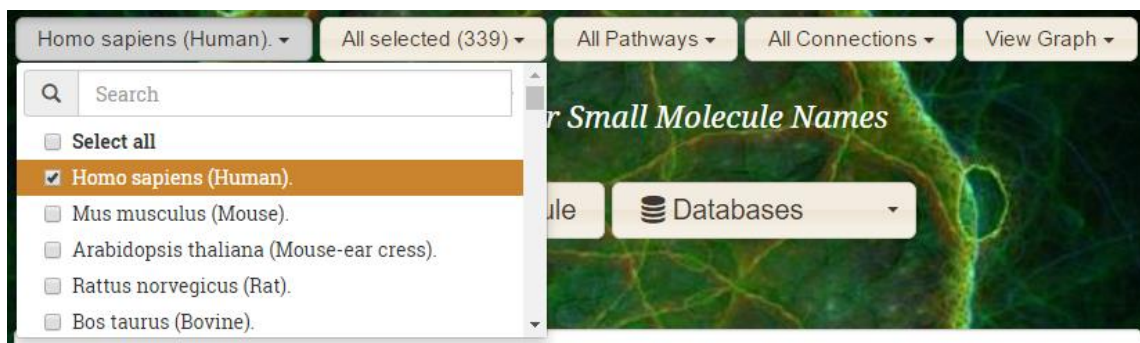 Homo sapiens (Human).
All selected (339)
All Pathways
All Connections
View Graph
Search
r Small Molecule Names
Select all
Homo sapiens (Human).
Mus musculus (Mouse).
ule
Databases
Arabidopsis thaliana (Mouse-ear cress).
Rattus norvegicus (Rat).
Bos taurus (Bovine).